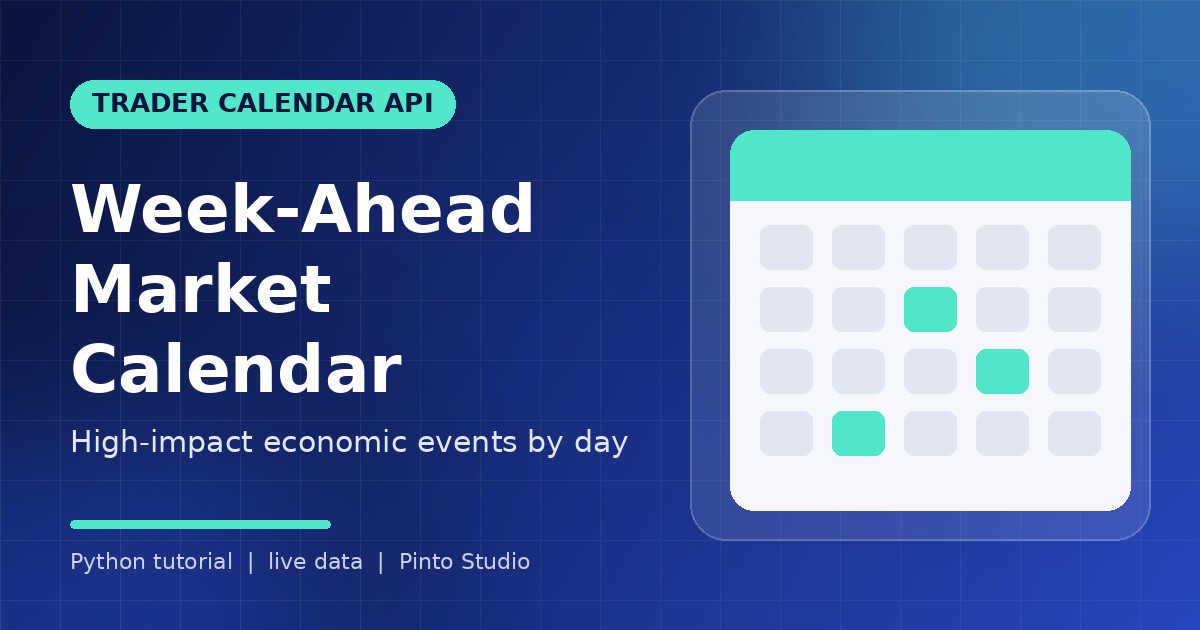 TRADER CALENDAR API
Week-Ahead
Market
Calendar
High-impact economic events by day
Python tutorial | live data | Pinto Studio